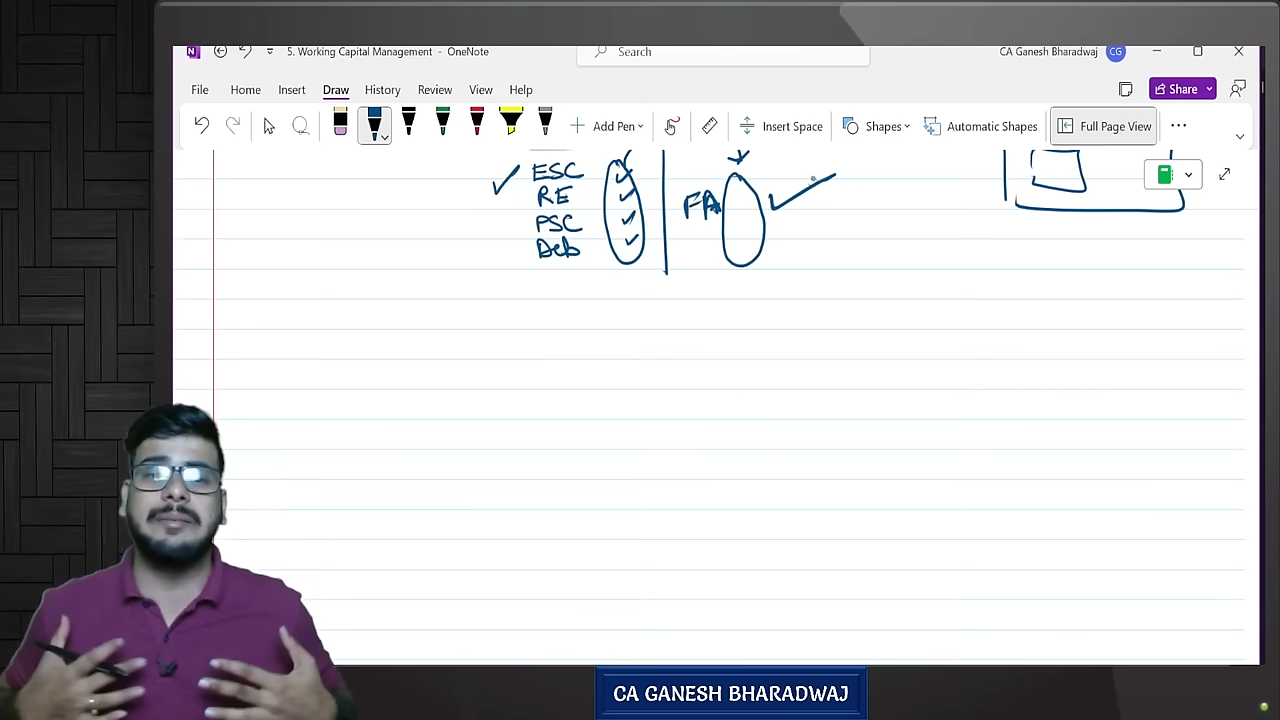 5. Working Capital Management - OneNote
Search
CA Ganesh Bharadwaj CG
File Home Insert Draw History Review View Help
Share
Add Pen
Insert Space
Shapes
Automatic Shapes
Full Page View
ESC
RE
PSC
Deb
FA
CA GANESH BHARADWAJ